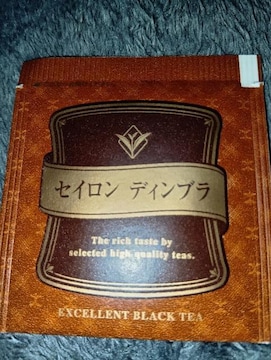 セイロン ディンブラ
The rich taste by
selected high quality teas.
EXCELLENT BLACK TEA